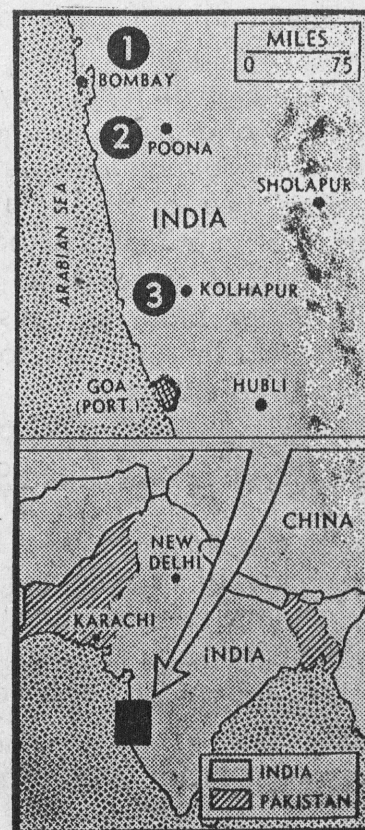 1
MILES
0 75
BOMBAY
2
POONA
SHOLAPUR
INDIA
ARABIAN SEA
3
KOLHAPUR
GOA
(PORT.)
HUBLI
CHINA
NEW
DELHI
KARACHI
INDIA
INDIA
PAKISTAN